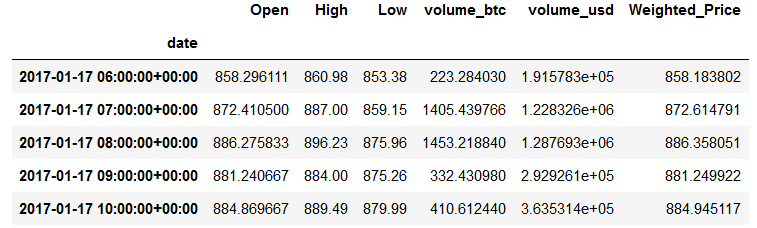 Open High Low volume_btc volume_usd Weighted_Price
date
2017-01-17 06:00:00+00:00 858.296111 860.98 853.38 223.284030 1.915783e+05 858.183802
2017-01-17 07:00:00+00:00 872.410500 887.00 859.15 1405.439766 1.228326e+06 872.614791
2017-01-17 08:00:00+00:00 886.275833 896.23 875.96 1453.218840 1.287693e+06 886.358051
2017-01-17 09:00:00+00:00 881.240667 884.00 875.26 332.430980 2.929261e+05 881.249922
2017-01-17 10:00:00+00:00 884.869667 889.49 879.99 410.612440 3.635314e+05 884.945117